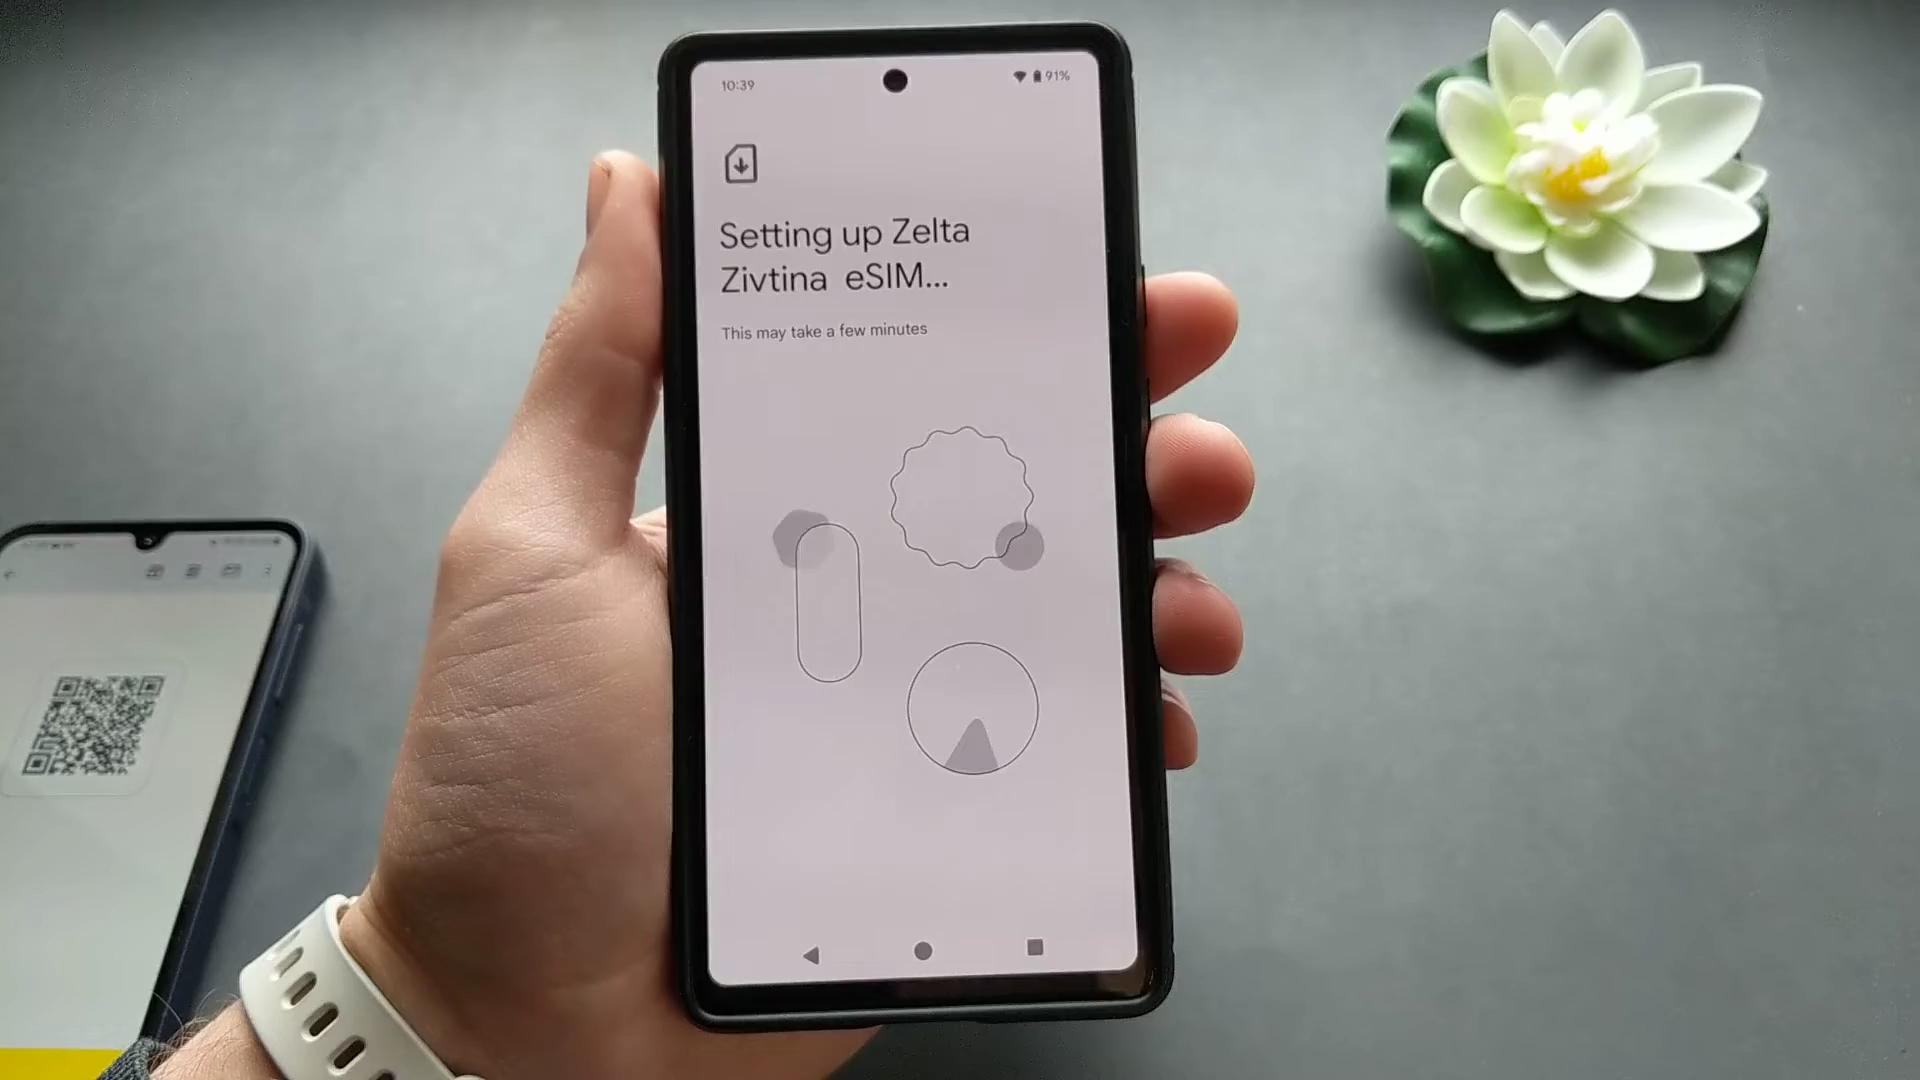 10:39
91%
Setting up Zelta
Zivtina eSIM...
This may take a few minutes